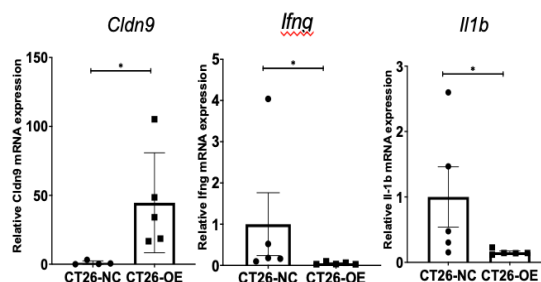 Cldn9
Relative Cldn9 mRNA expression
150
100
50
0
*
CT26-NC CT26-OE
Ifng
Relative Ifng mRNA expression
5
4
3
2
1
0
*
CT26-NC CT26-OE
Il1b
Relative Il-1b mRNA expression
3
2
1
0
*
CT26-NC CT26-OE